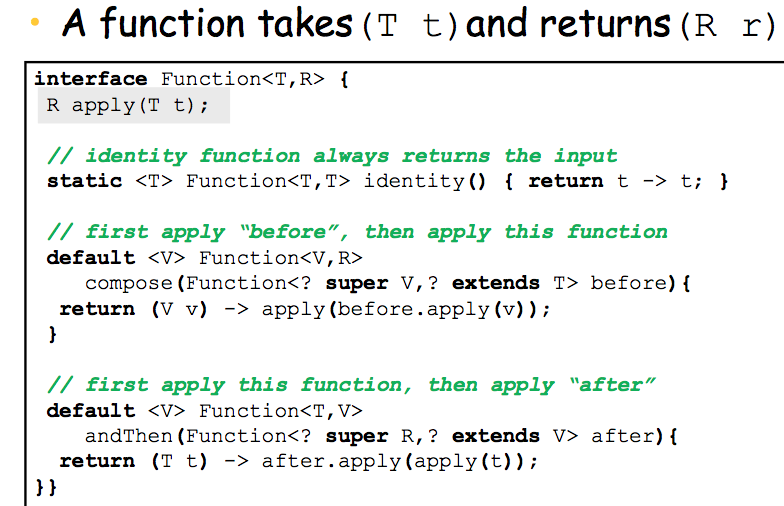 • A function takes (T t) and returns (R r)
interface Function<T,R> {
R apply(T t);
// identity function always returns the input
static <T> Function<T,T> identity() { return t -> t; }
// first apply “before”, then apply this function
default <V> Function<V,R>
compose(Function<? super V,? extends T> before){
return (V v) -> apply(before.apply(v));
}
// first apply this function, then apply “after”
default <V> Function<T,V>
andThen(Function<? super R,? extends V> after){
return (T t) -> after.apply(apply(t));
}}